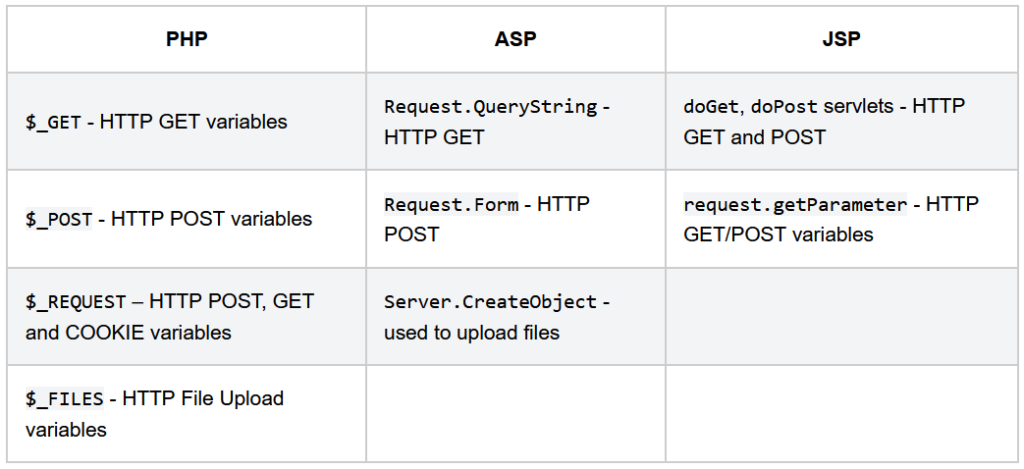 PHP
ASP
JSP
$_GET - HTTP GET variables
Request.QueryString -
HTTP GET
doGet, doPost servlets - HTTP
GET and POST
$_POST - HTTP POST variables
Request.Form - HTTP
POST
request.getParameter - HTTP
GET/POST variables
$_REQUEST – HTTP POST, GET
and COOKIE variables
Server.CreateObject -
used to upload files
$_FILES - HTTP File Upload
variables